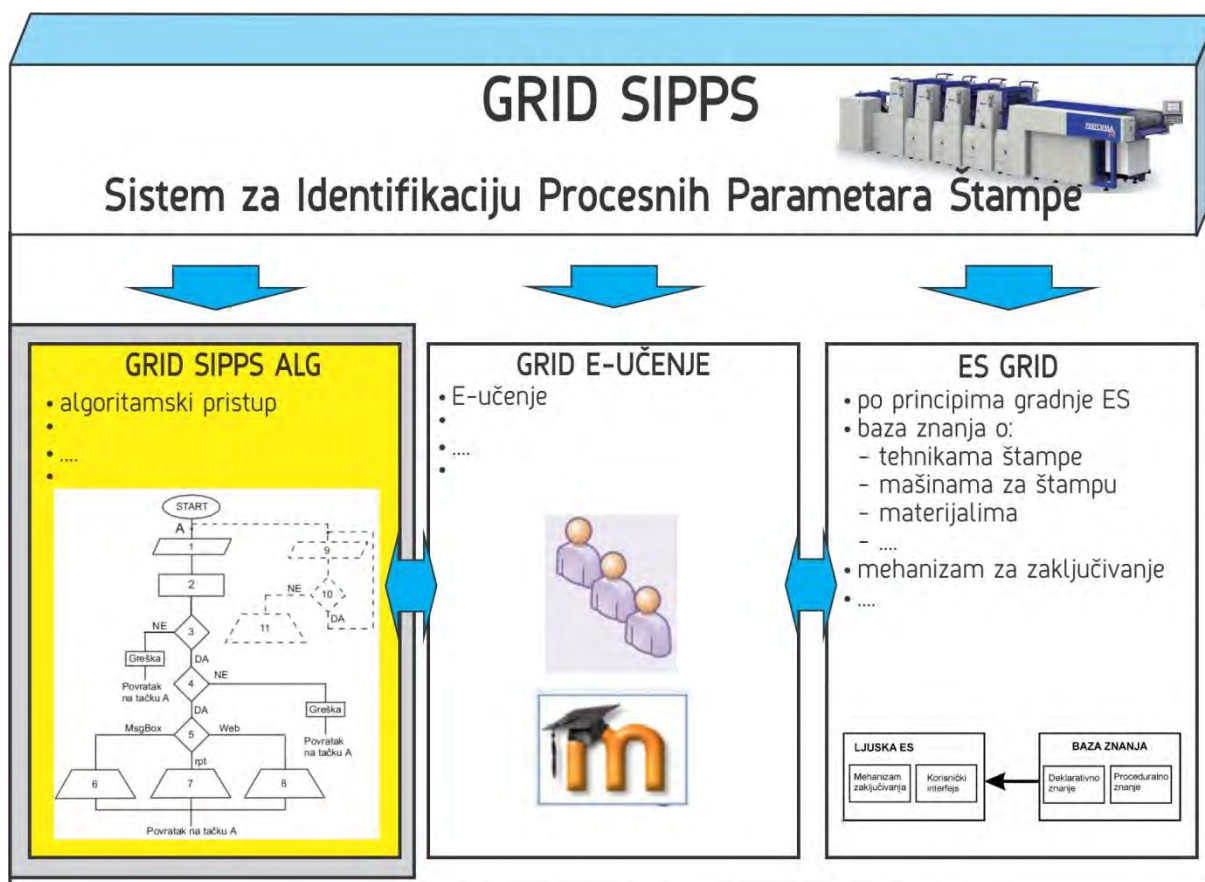 GRID SIPPS
Sistem za Identifikaciju Procesnih Parametara Štampe
GRID SIPPS ALG
• algoritamski pristup
•
• ....
•
START
A
1
2
3
NE
Greška
Povratak
na tačku A
DA
4
NE
Greška
Povratak
na tačku A
DA
MsgBox
5
Web
rpt
6
7
8
Povratak na tačku A
9
NE
10
DA
11
GRID E-UČENJE
• E-učenje
•
• ....
•
m
ES GRID
• po principima gradnje ES
• baza znanja o:
- tehnikama štampe
- mašinama za štampu
- materijalima
- ....
• mehanizam za zaključivanje
• ....
LJUSKA ES
Mehanizam
zaključivanja
Korisnički
interfejs
BAZA ZNANJA
Deklarativno
znanje
Proceduralno
znanje